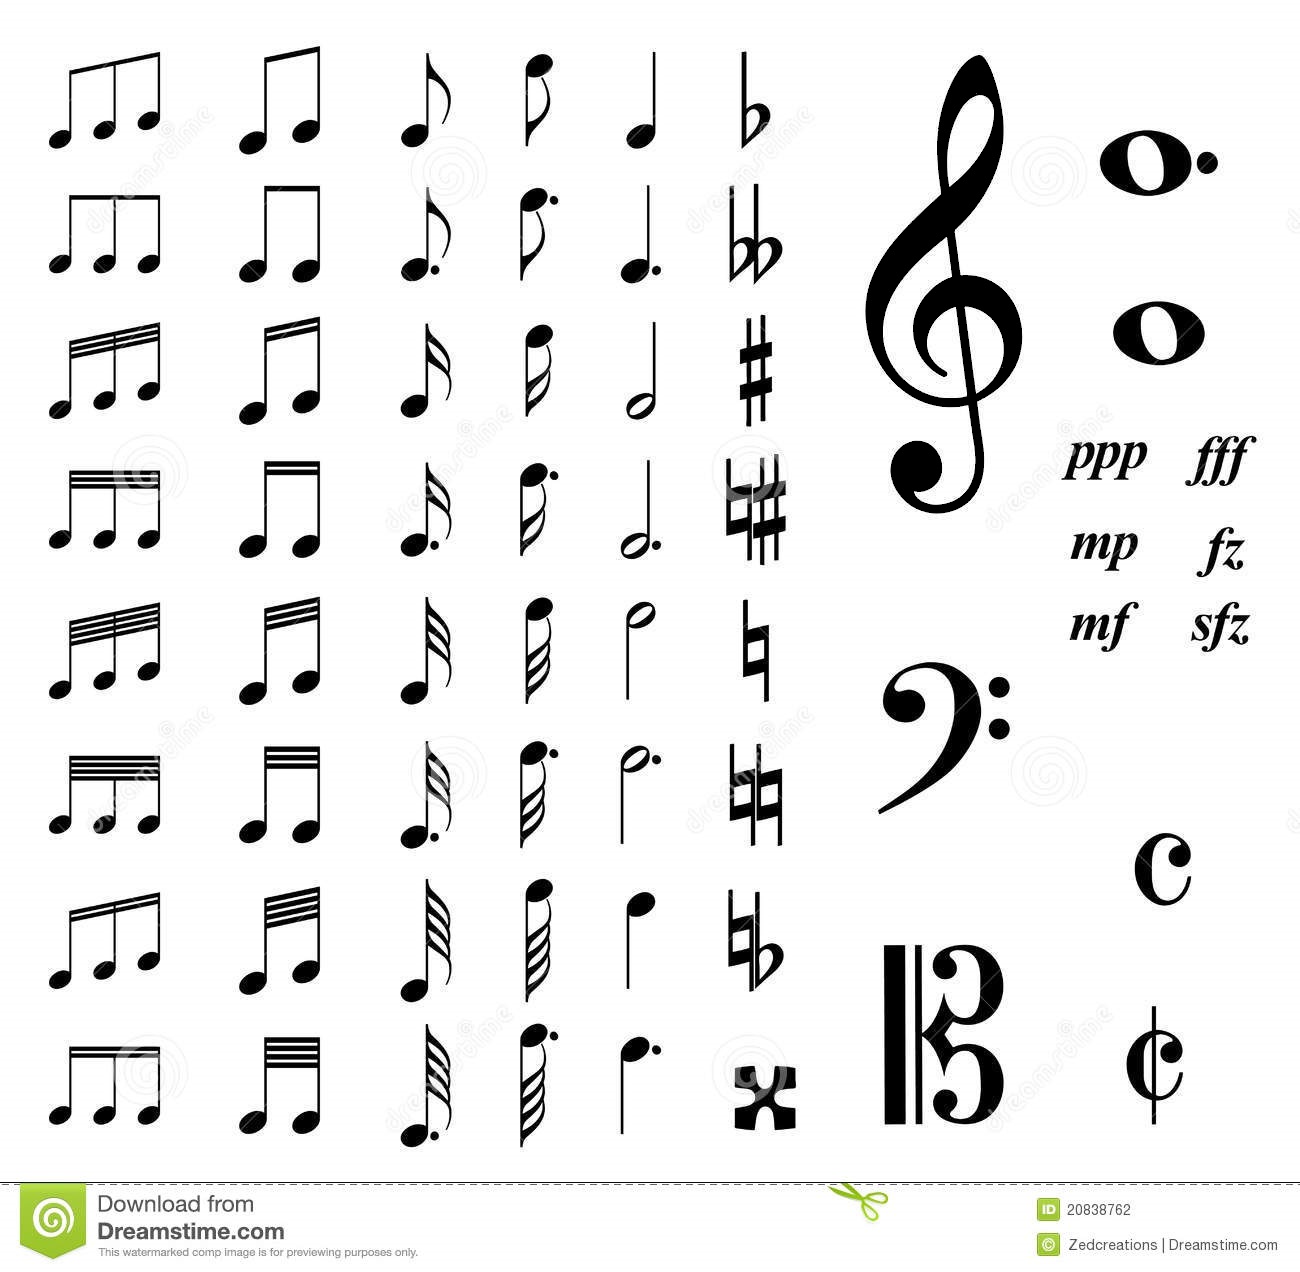 ppp fff
mp fz
mf sfz
Download from
Dreamstime.com
This watermarked comp image is for previewing purposes only.
ID 20838762
© Zedcreations | Dreamstime.com
dreamstime